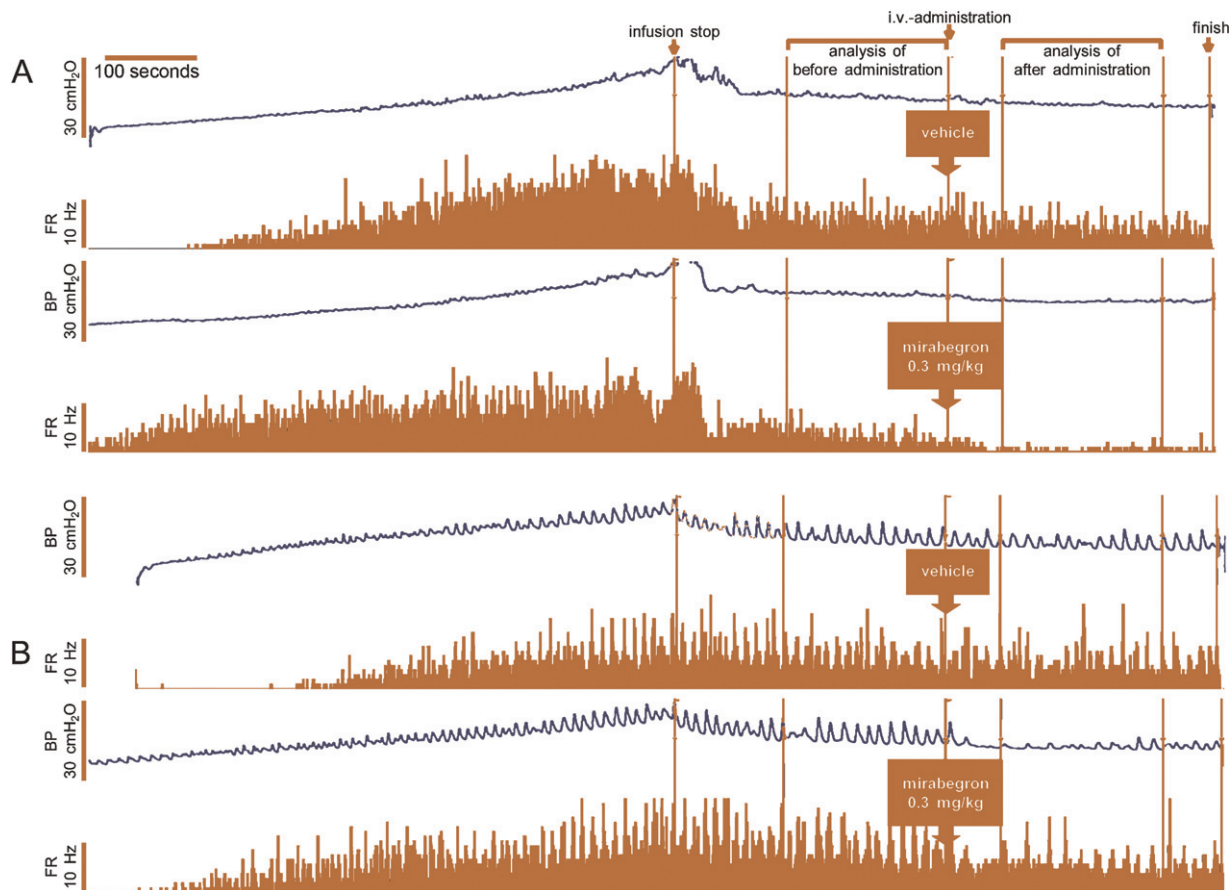 infusion stop
i.v.-administration
finish
A
100 seconds
analysis of
before administration
analysis of
after administration
30 cmH₂O
vehicle
FR
10 Hz
BP
30 cmH₂O
mirabegron
0.3 mg/kg
FR
10 Hz
BP
30 cmH₂O
vehicle
B
FR
10 Hz
BP
30 cmH₂O
mirabegron
0.3 mg/kg
FR
10 Hz